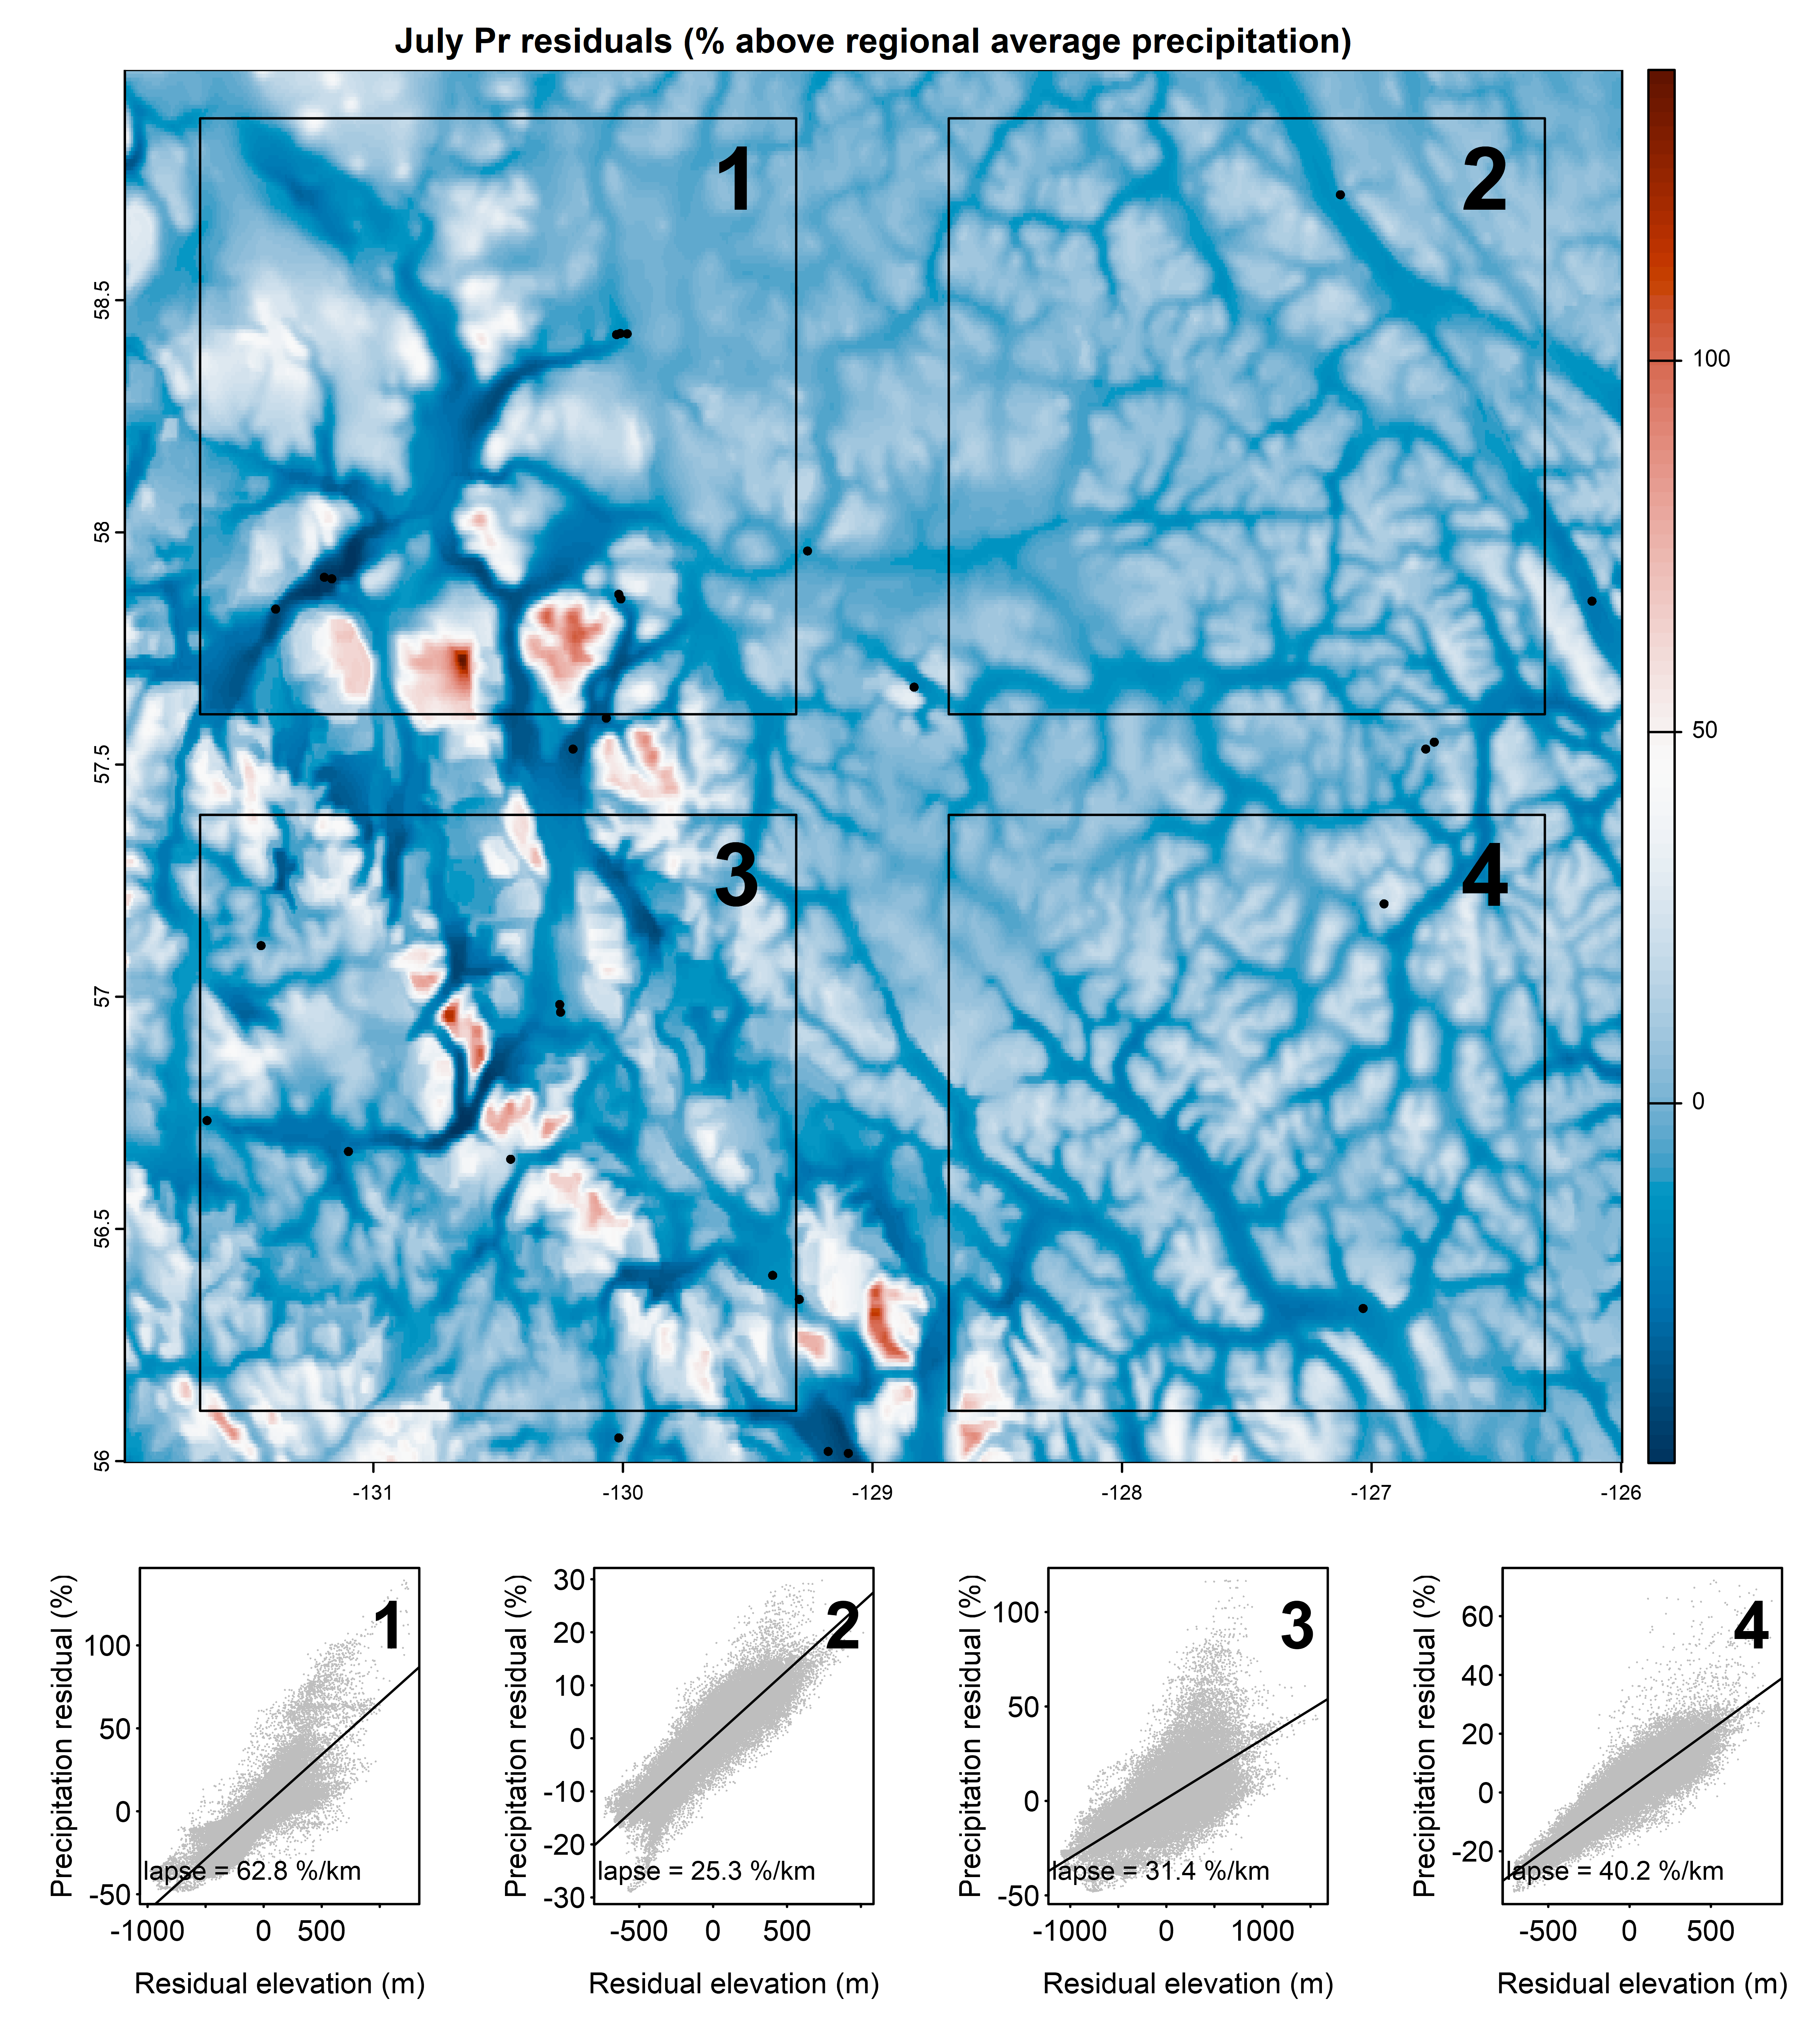 July Pr residuals (% above regional average precipitation)
1
2
3
4
58.5
58
57.5
57
56.5
56
-131
-130
-129
-128
-127
-126
100
50
0
Precipitation residual (%)
100
50
0
-50
1
lapse = 62.8 %/km
-1000 0 500
Residual elevation (m)
Precipitation residual (%)
30
20
10
0
-10
-20
-30
2
lapse = 25.3 %/km
-500 0 500
Residual elevation (m)
Precipitation residual (%)
100
50
0
-50
3
lapse = 31.4 %/km
-1000 0 1000
Residual elevation (m)
Precipitation residual (%)
60
40
20
0
-20
4
lapse = 40.2 %/km
-500 0 500
Residual elevation (m)